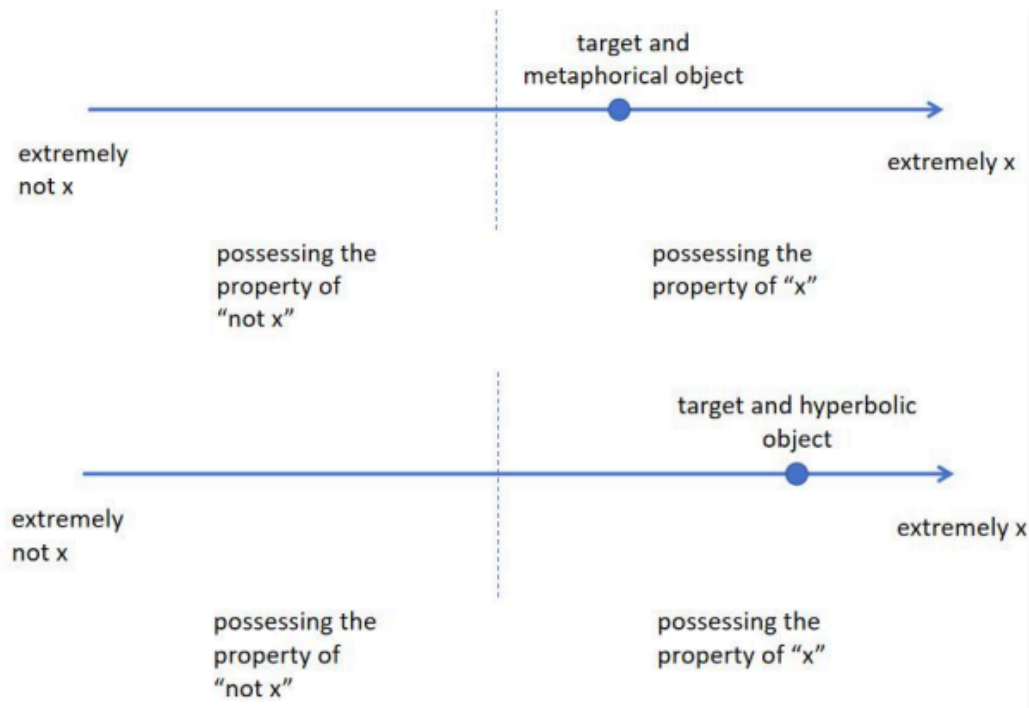 target and
metaphorical object
extremely
not x
extremely x
possessing the
property of
“not x”
possessing the
property of “x”
target and hyperbolic
object
extremely
not x
extremely x
possessing the
property of
“not x”
possessing the
property of “x”